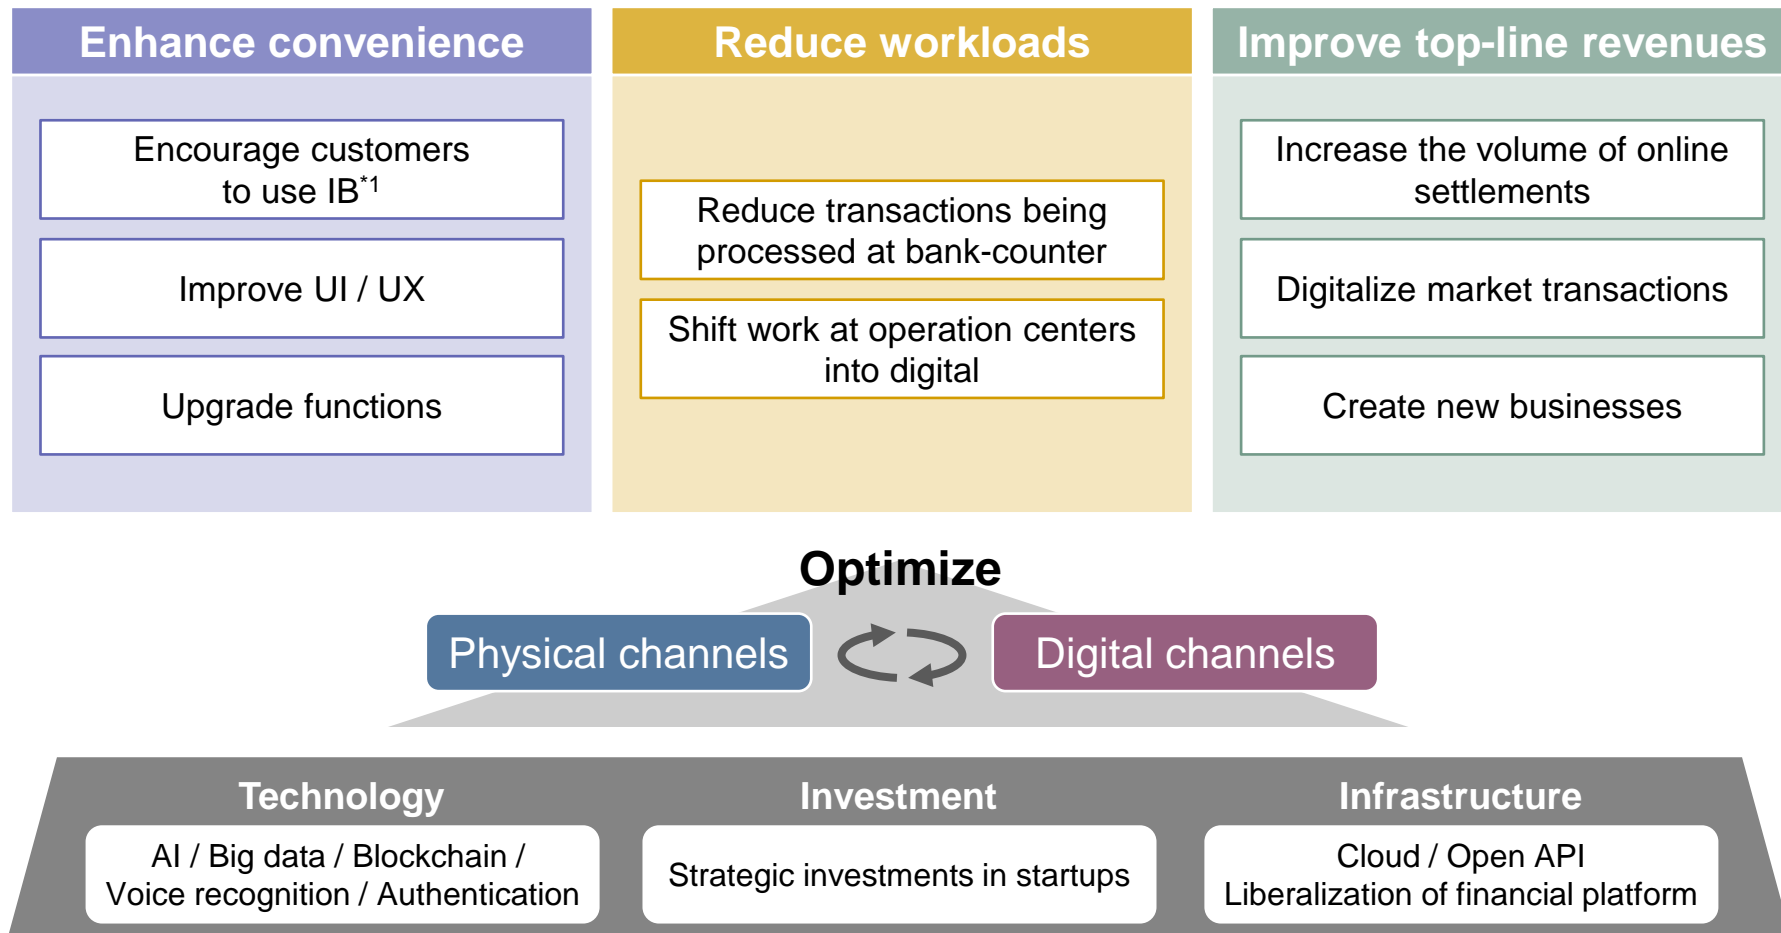 Enhance convenience
Encourage customers
to use IB*1
Improve UI / UX
Upgrade functions
Reduce workloads
Reduce transactions being
processed at bank-counter
Shift work at operation centers
into digital
Improve top-line revenues
Increase the volume of online
settlements
Digitalize market transactions
Create new businesses
Optimize
Physical channels
Digital channels
Technology
AI / Big data / Blockchain /
Voice recognition / Authentication
Investment
Strategic investments in startups
Infrastructure
Cloud / Open API
Liberalization of financial platform